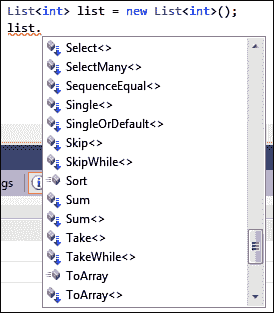 List<int> list = new List<int>();
list.
Select<>
SelectMany<>
SequenceEqual<>
Single<>
SingleOrDefault<>
Skip<>
SkipWhile<>
Sort
Sum
Sum<>
Take<>
TakeWhile<>
ToArray
ToArray<>
gs